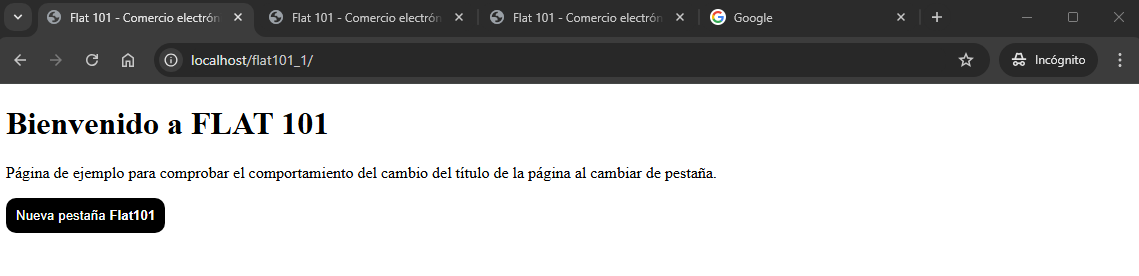 Flat 101 - Comercio electrón
Flat 101 - Comercio electrón
Flat 101 - Comercio electrón
Google
localhost/flat101_1/
Incógnito
Bienvenido a FLAT 101
Página de ejemplo para comprobar el comportamiento del cambio del título de la página al cambiar de pestaña.
Nueva pestaña Flat101